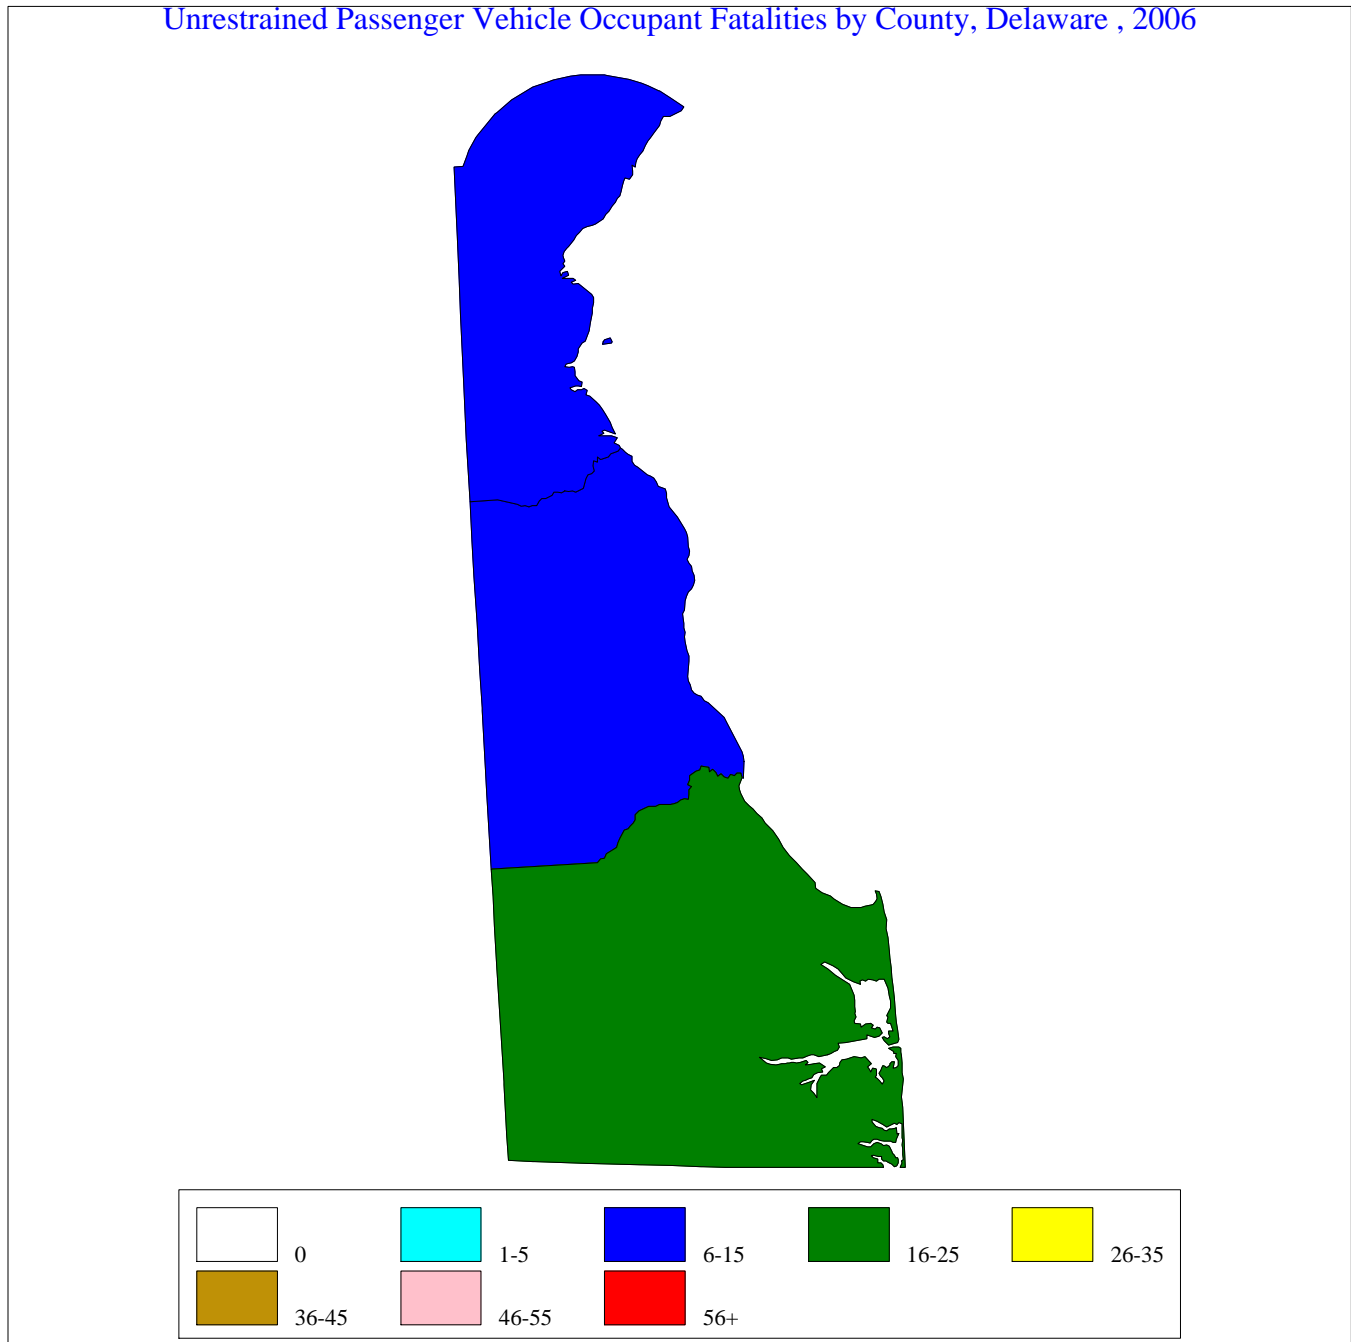 Unrestrained Passenger Vehicle Occupant Fatalities by County, Delaware , 2006
0 1-5 6-15 16-25 26-35
36-45 46-55 56+